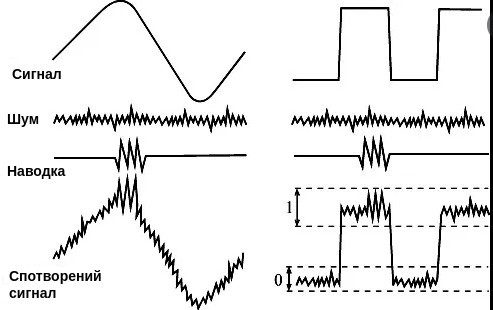 Сигнал
Шум
Наводка
1
0
Спотворений
сигнал